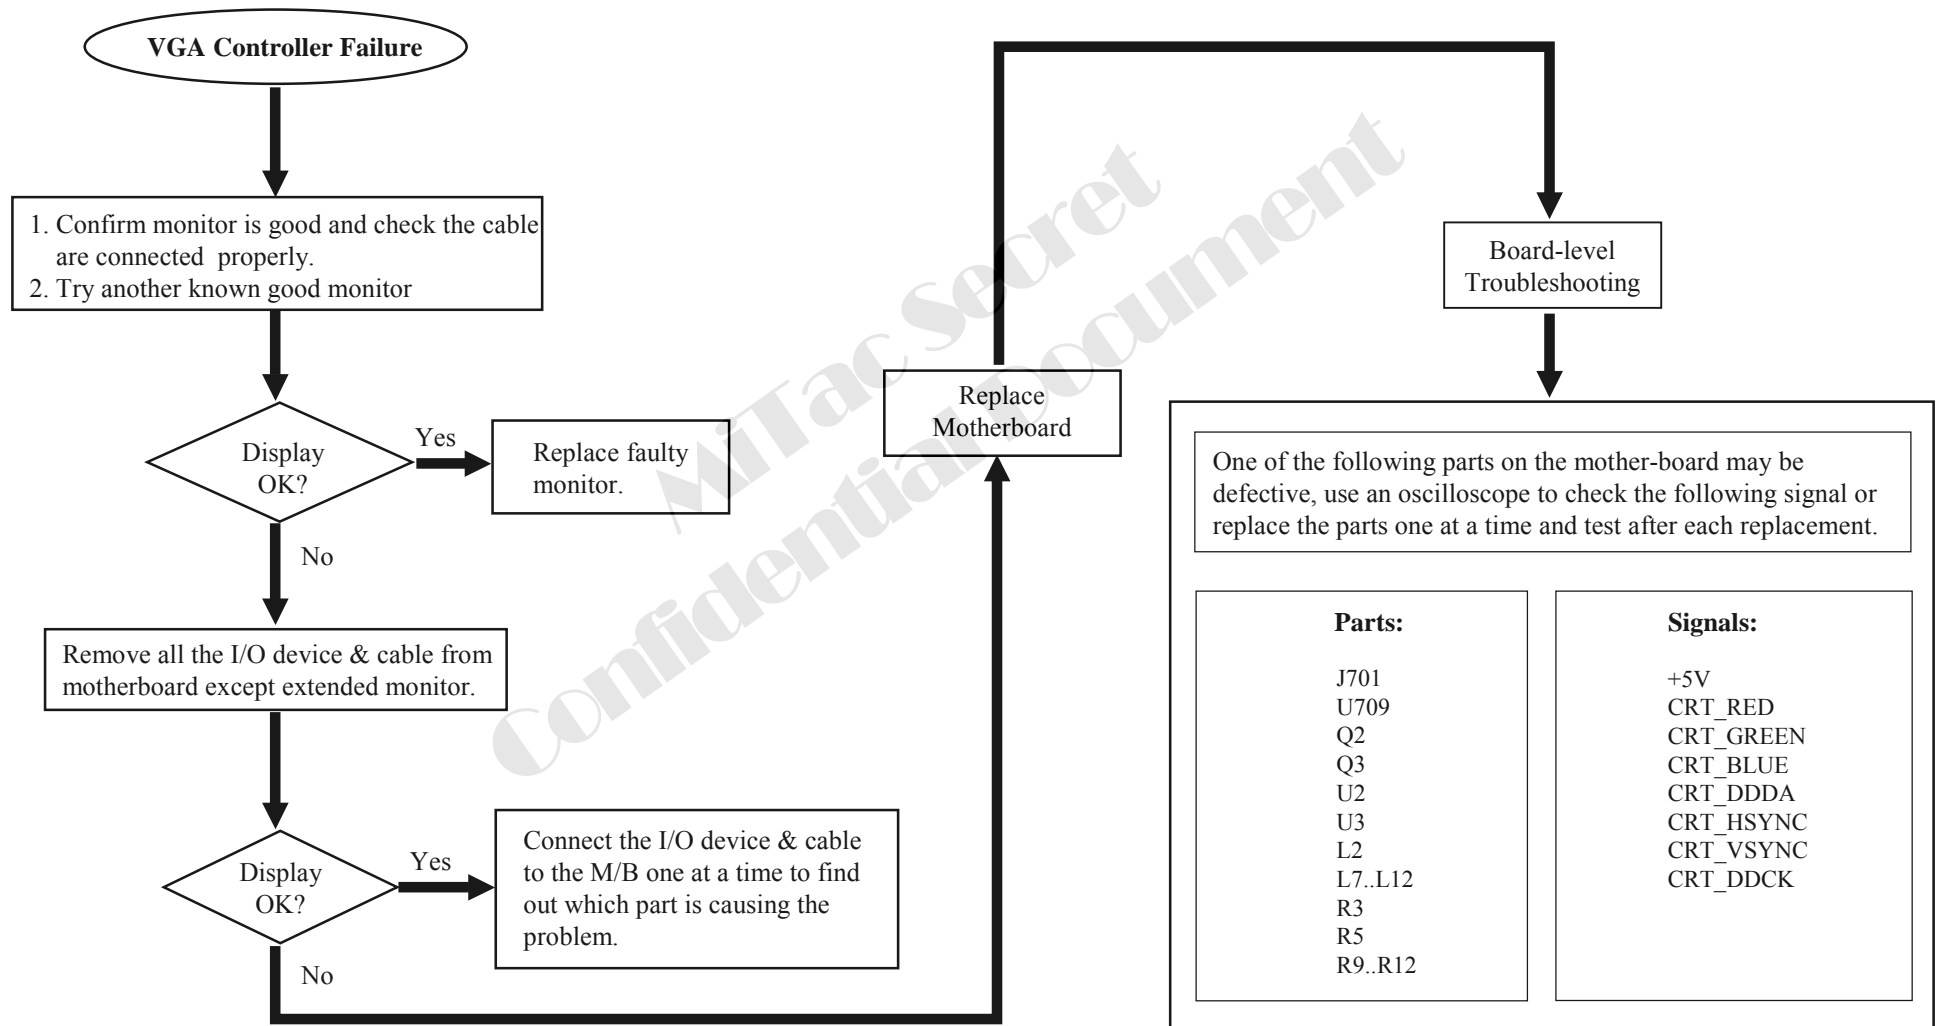 VGA Controller Failure
1. Confirm monitor is good and check the cable
are connected properly.
2. Try another known good monitor
Display
OK?
Yes
Replace faulty
monitor.
No
Remove all the I/O device & cable from
motherboard except extended monitor.
Display
OK?
Yes
Connect the I/O device & cable
to the M/B one at a time to find
out which part is causing the
problem.
No
Replace
Motherboard
Board-level
Troubleshooting
One of the following parts on the mother-board may be
defective, use an oscilloscope to check the following signal or
replace the parts one at a time and test after each replacement.
Parts:
J701
U709
Q2
Q3
U2
U3
L2
L7..L12
R3
R5
R9..R12
Signals:
+5V
CRT_RED
CRT_GREEN
CRT_BLUE
CRT_DDDA
CRT_HSYNC
CRT_VSYNC
CRT_DDCK
MiTac Secret
Confidential Document